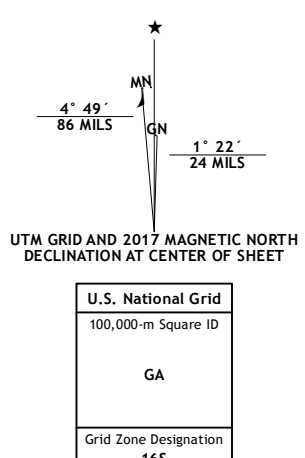 ★
MN
4° 49´
86 MILS
GN
1° 22´
24 MILS
UTM GRID AND 2017 MAGNETIC NORTH
DECLINATION AT CENTER OF SHEET
U.S. National Grid
100,000-m Square ID
GA
Grid Zone Designation
16S